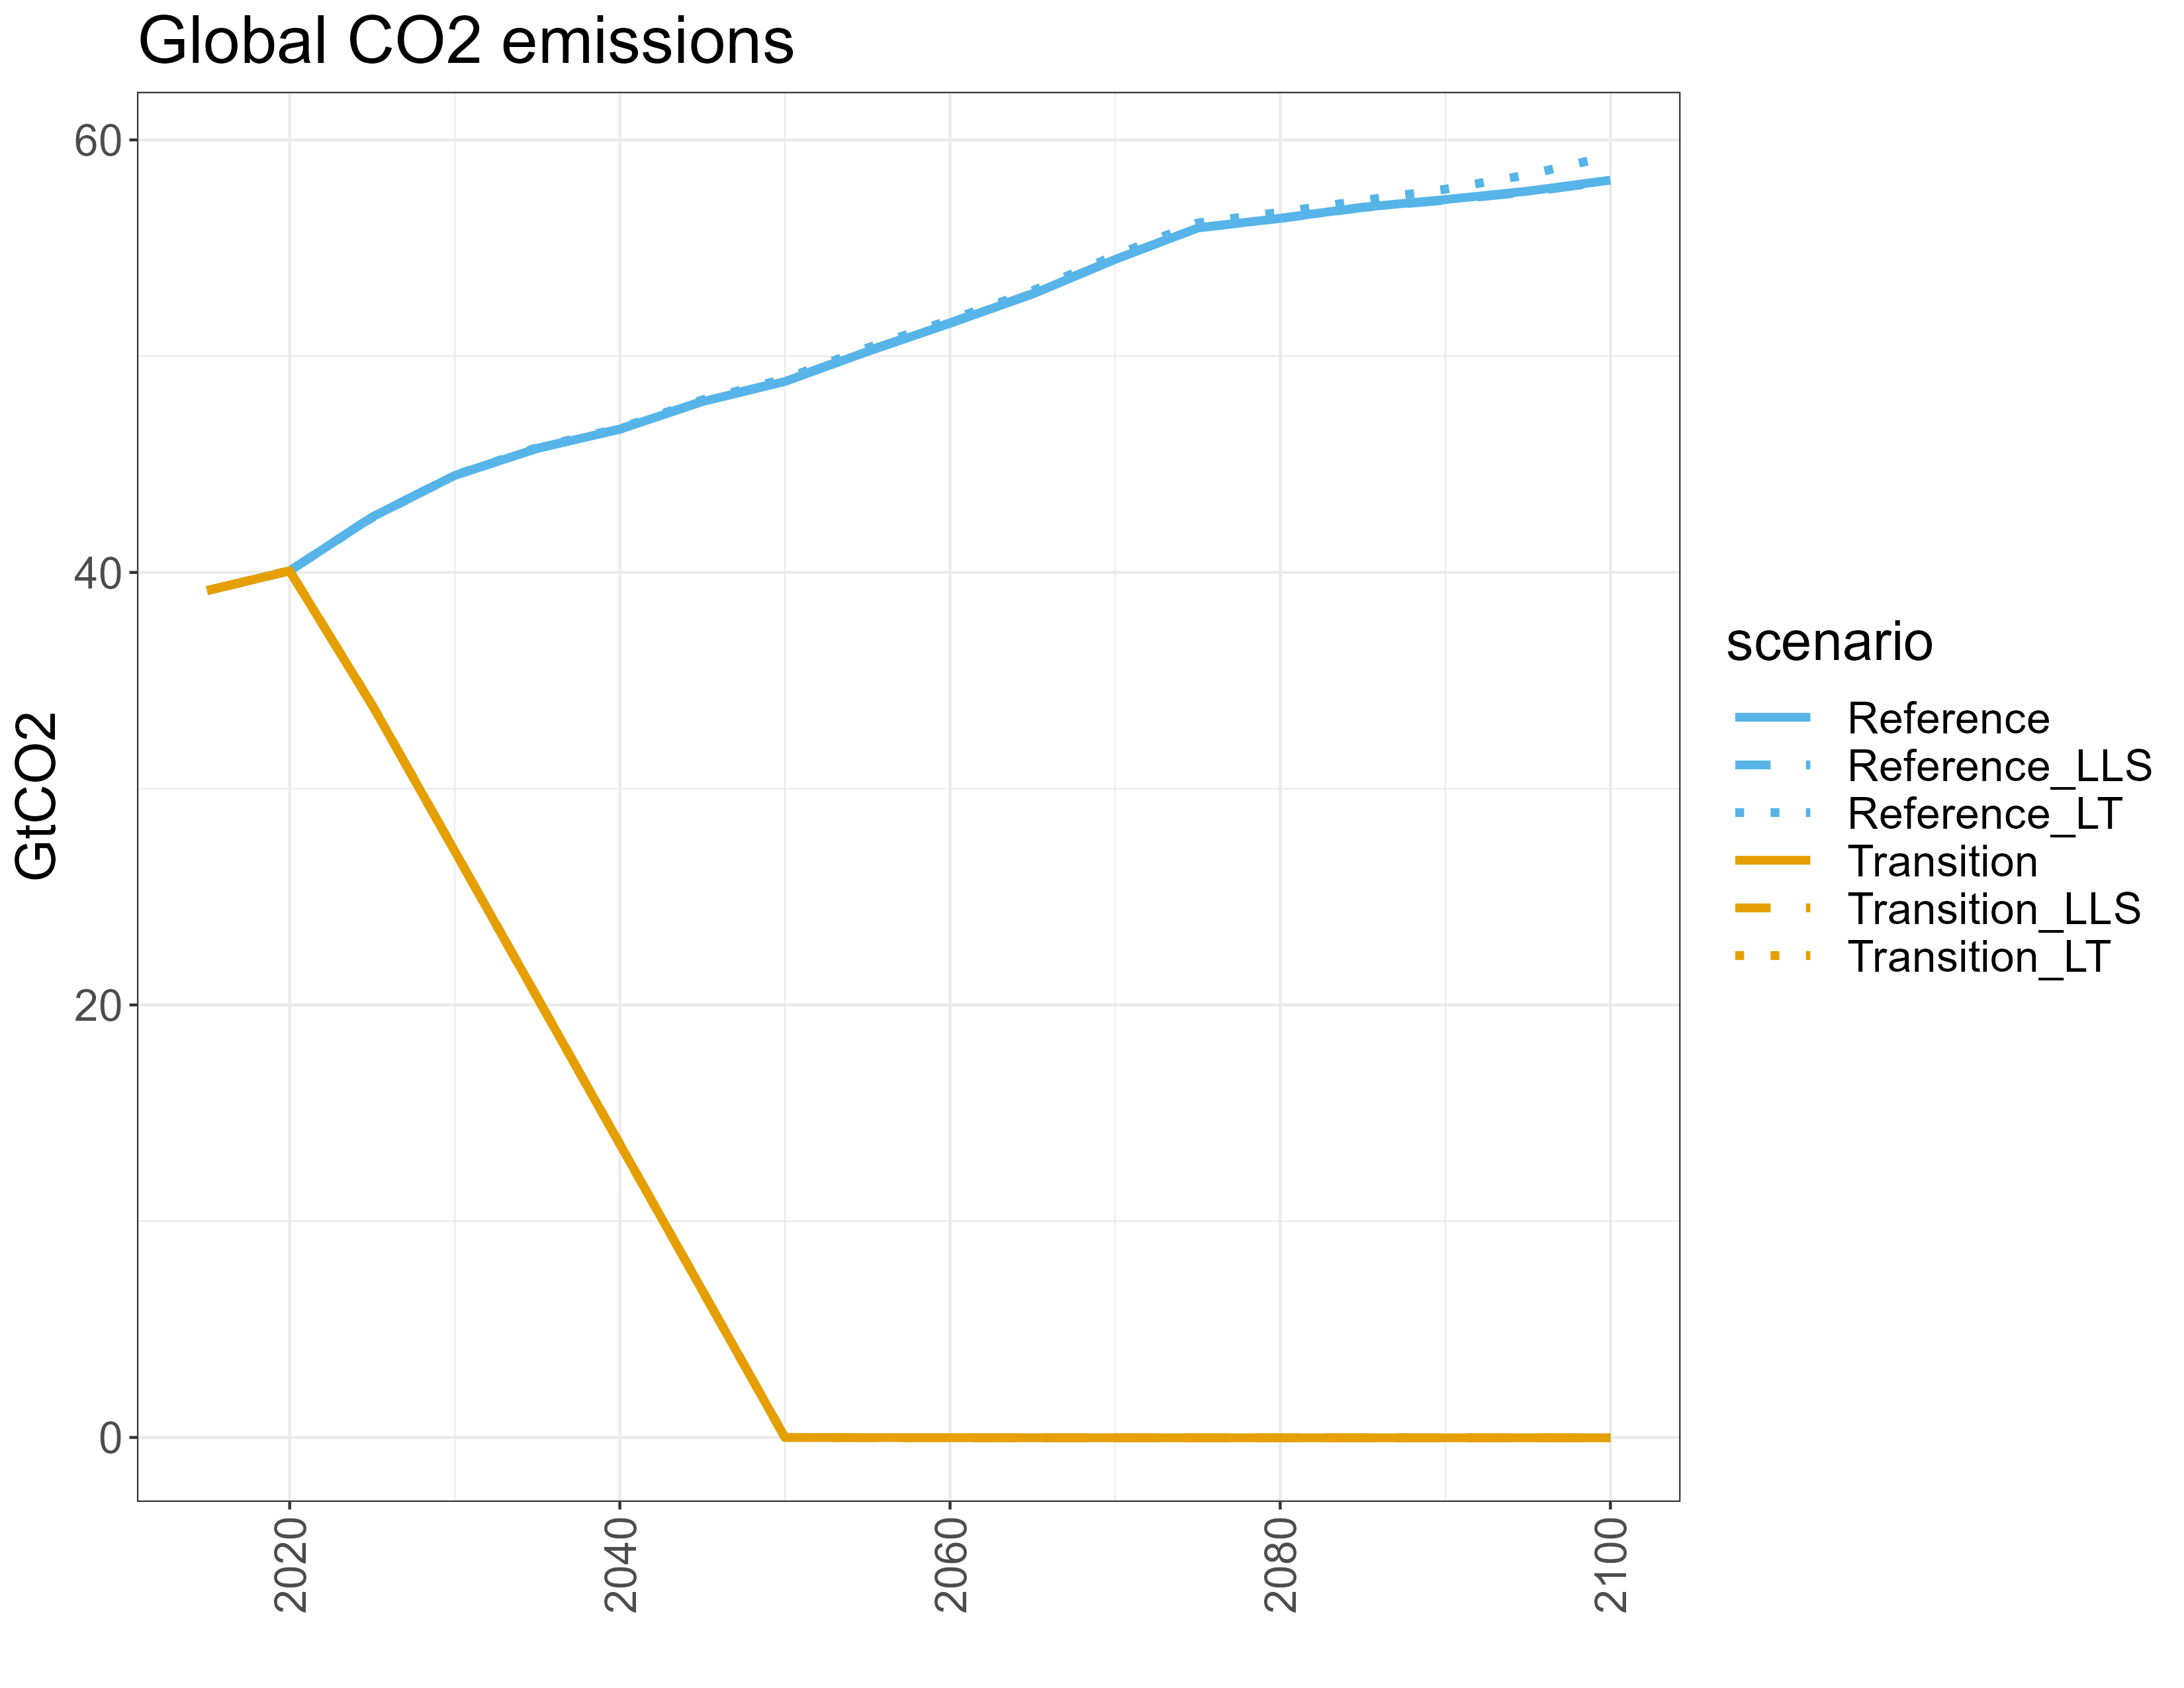 Global CO2 emissions
GtCO2
60
40
20
0
2020
2040
2060
2080
2100
scenario
Reference
Reference_LLS
Reference_LT
Transition
Transition_LLS
Transition_LT